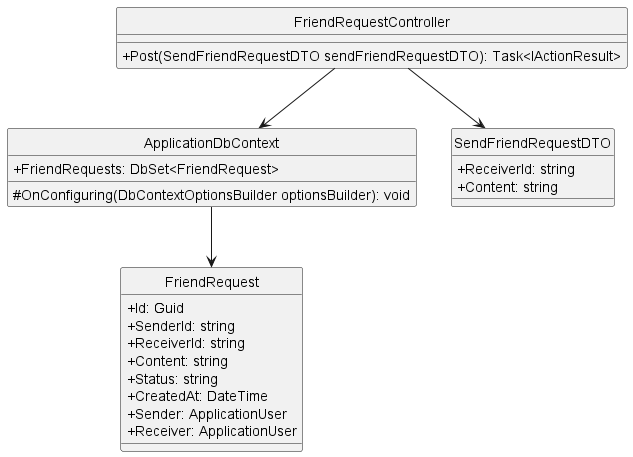 FriendRequestController
+Post(SendFriendRequestDTO sendFriendRequestDTO): Task<IActionResult>
ApplicationDbContext
+FriendRequests: DbSet<FriendRequest>
#OnConfiguring(DbContextOptionsBuilder optionsBuilder): void
SendFriendRequestDTO
+ReceiverId: string
+Content: string
FriendRequest
+Id: Guid
+SenderId: string
+ReceiverId: string
+Content: string
+Status: string
+CreatedAt: DateTime
+Sender: ApplicationUser
+Receiver: ApplicationUser